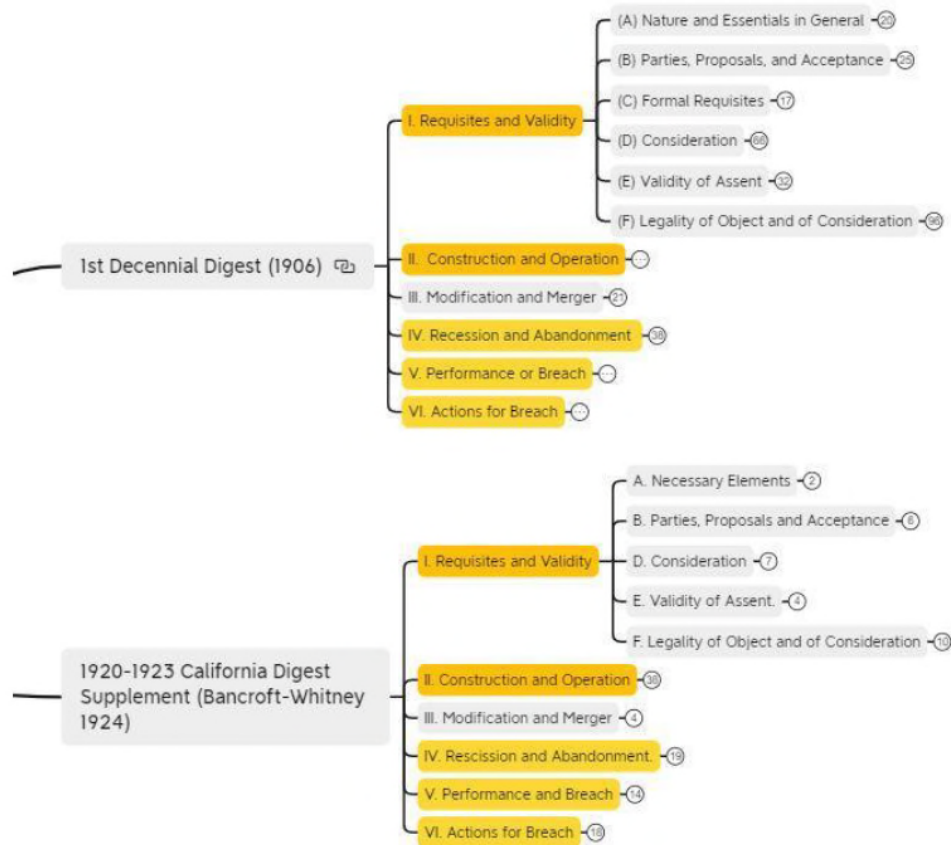 (A) Nature and Essentials in General 20
(B) Parties, Proposals, and Acceptance 25
I. Requisites and Validity
(C) Formal Requisites 17
(D) Consideration 66
(E) Validity of Assent 32
(F) Legality of Object and of Consideration 96
1st Decennial Digest (1906)
II. Construction and Operation ...
III. Modification and Merger 21
IV. Recession and Abandonment 38
V. Performance or Breach ...
VI. Actions for Breach ...
A. Necessary Elements 2
B. Parties, Proposals and Acceptance 6
I. Requisites and Validity
D. Consideration 7
E. Validity of Assent. 4
F. Legality of Object and of Consideration 10
1920-1923 California Digest
Supplement (Bancroft-Whitney
1924)
II. Construction and Operation 38
III. Modification and Merger 4
IV. Rescission and Abandonment. 19
V. Performance and Breach 14
VI. Actions for Breach 18